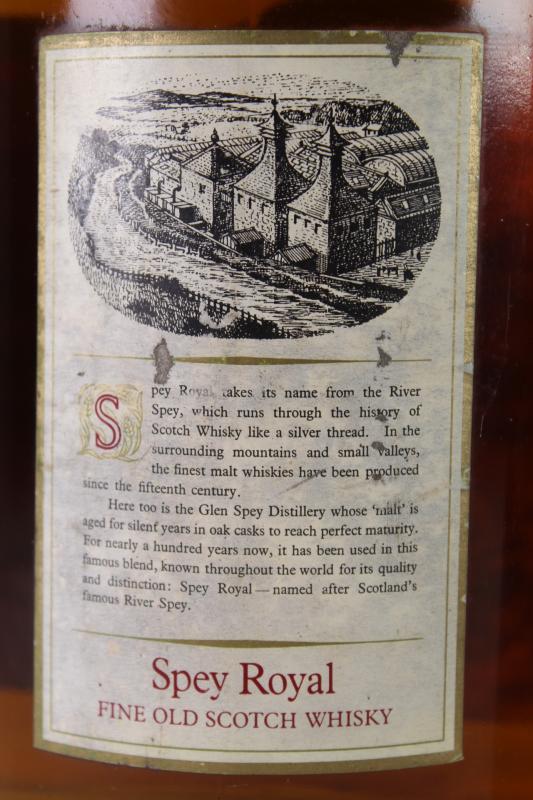 Spey Royal takes its name from the River
Spey, which runs through the history of
Scotch Whisky like a silver thread. In the
surrounding mountains and small valleys,
the finest malt whiskies have been produced
since the fifteenth century.
Here too is the Glen Spey Distillery whose ‘malt’ is
aged for silent years in oak casks to reach perfect maturity.
For nearly a hundred years now, it has been used in this
famous blend, known throughout the world for its quality
and distinction: Spey Royal — named after Scotland’s
famous River Spey.
Spey Royal
FINE OLD SCOTCH WHISKY